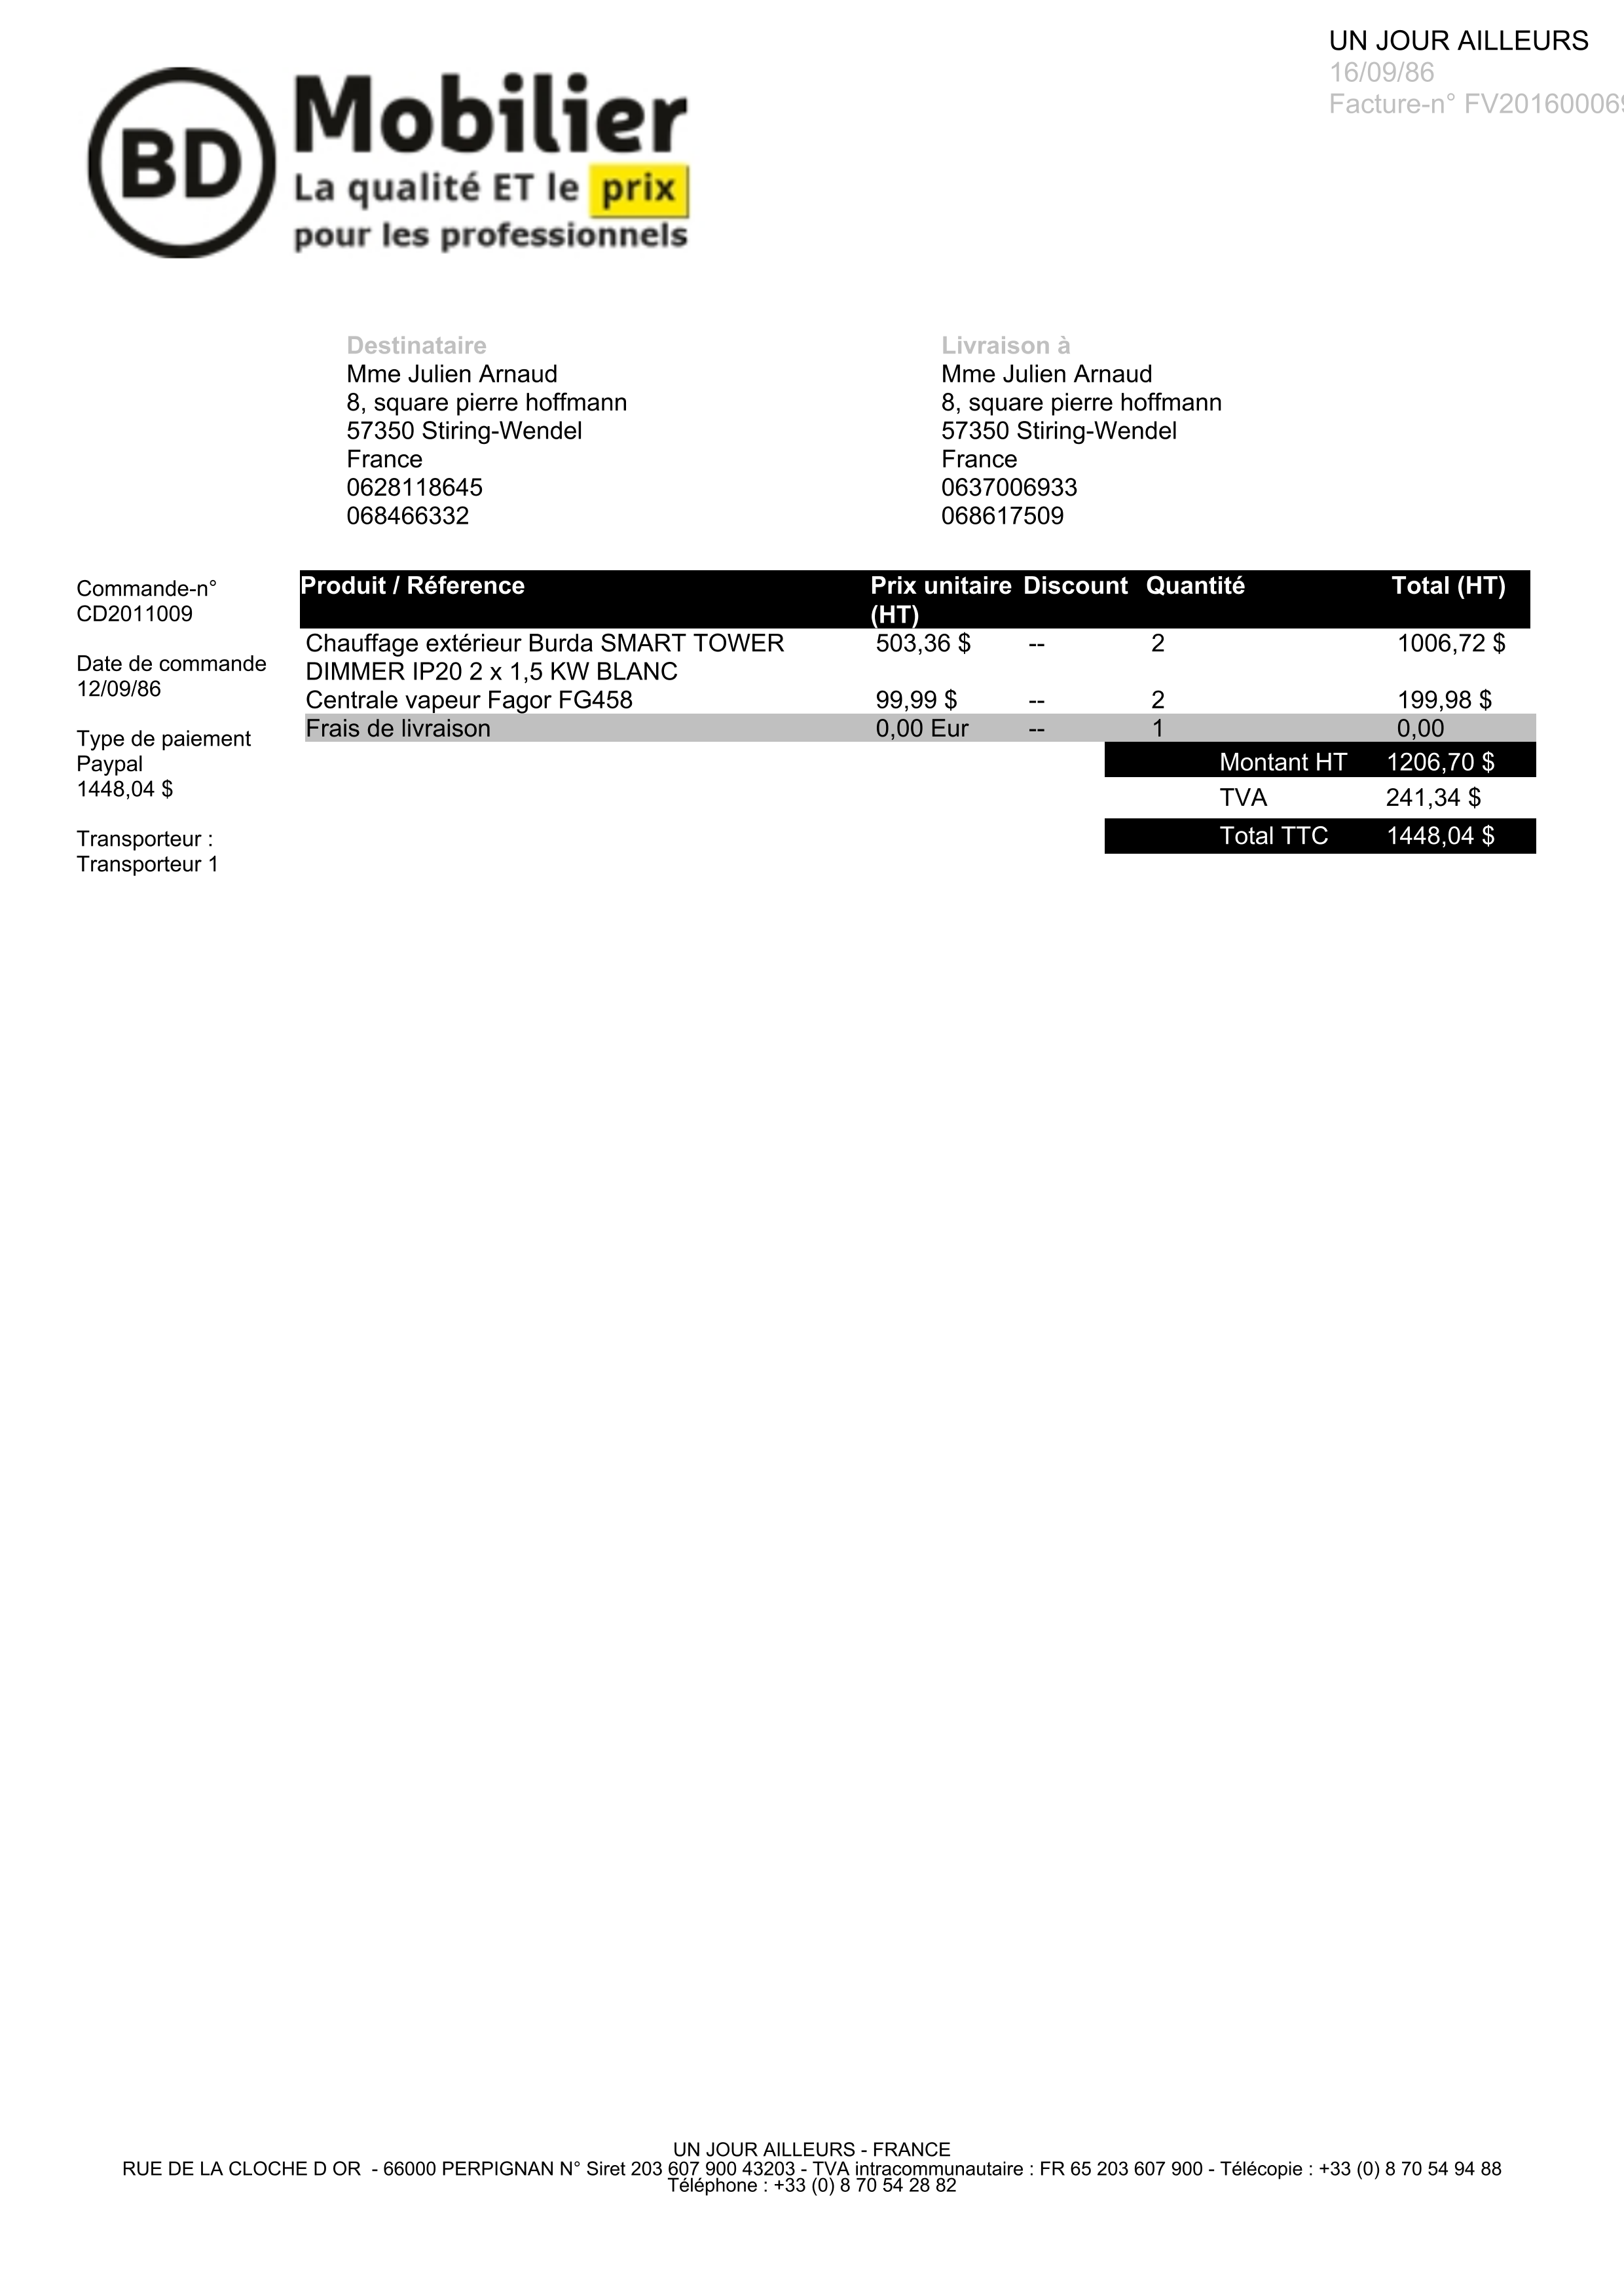 UN JOUR AILLEURS
16/09/86
Facture-n° FV20160006
BD
Mobilier
La qualité ET le prix
pour les professionnels
Destinataire
Mme Julien Arnaud
8, square pierre hoffmann
57350 Stiring-Wendel
France
0628118645
068466332
Livraison à
Mme Julien Arnaud
8, square pierre hoffmann
57350 Stiring-Wendel
France
0637006933
068617509
Commande-n°
CD2011009
Date de commande
12/09/86
Type de paiement
Paypal
1448,04 $
Transporteur :
Transporteur 1
Produit / Réference Prix unitaire Discount Quantité Total (HT)
(HT)
Chauffage extérieur Burda SMART TOWER 503,36 $ -- 2 1006,72 $
DIMMER IP20 2 x 1,5 KW BLANC
Centrale vapeur Fagor FG458 99,99 $ -- 2 199,98 $
Frais de livraison 0,00 Eur -- 1 0,00
Montant HT 1206,70 $
TVA 241,34 $
Total TTC 1448,04 $
UN JOUR AILLEURS - FRANCE
RUE DE LA CLOCHE D OR - 66000 PERPIGNAN N° Siret 203 607 900 43203 - TVA intracommunautaire : FR 65 203 607 900 - Télécopie : +33 (0) 8 70 54 94 88
Téléphone : +33 (0) 8 70 54 28 82